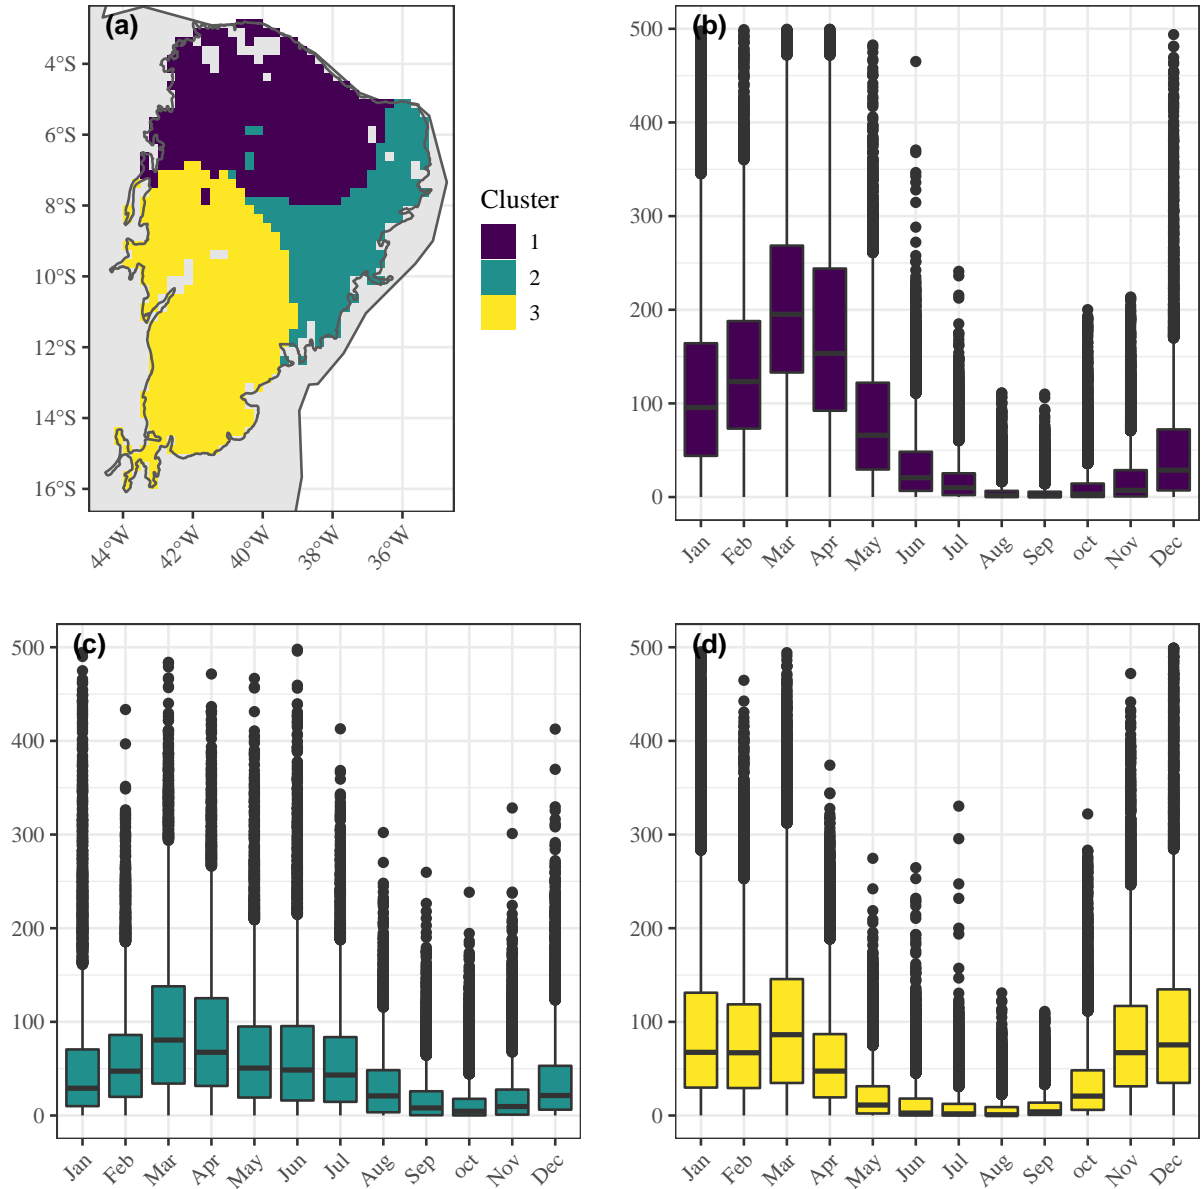 (a)
4°S
6°S
8°S
10°S
12°S
14°S
16°S
44°W
42°W
40°W
38°W
36°W
Cluster
1
2
3
(b)
500
400
300
200
100
0
Jan
Feb
Mar
Apr
May
Jun
Jul
Aug
Sep
oct
Nov
Dec
(c)
500
400
300
200
100
0
Jan
Feb
Mar
Apr
May
Jun
Jul
Aug
Sep
oct
Nov
Dec
(d)
500
400
300
200
100
0
Jan
Feb
Mar
Apr
May
Jun
Jul
Aug
Sep
oct
Nov
Dec